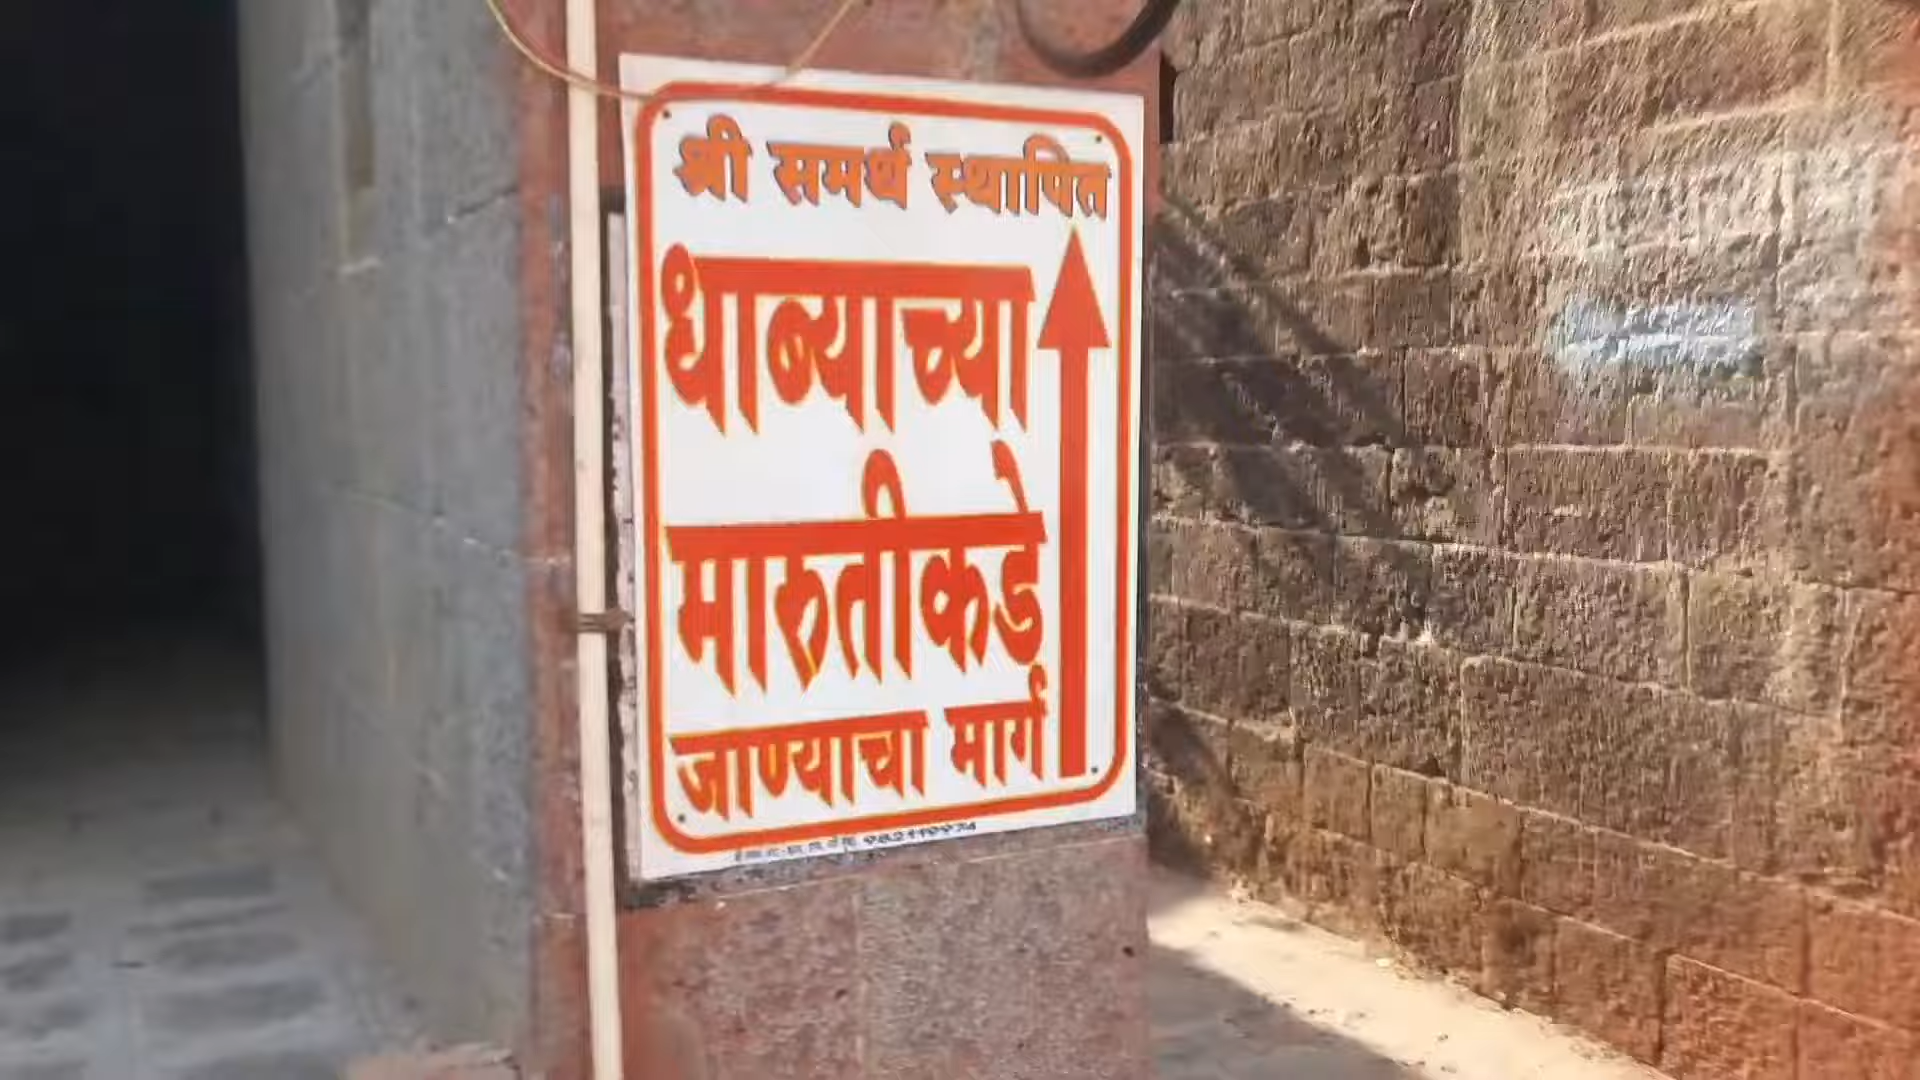 श्री समर्थ स्थापित
धाब्याच्या
मारुतीकडे
जाण्याचा मार्ग